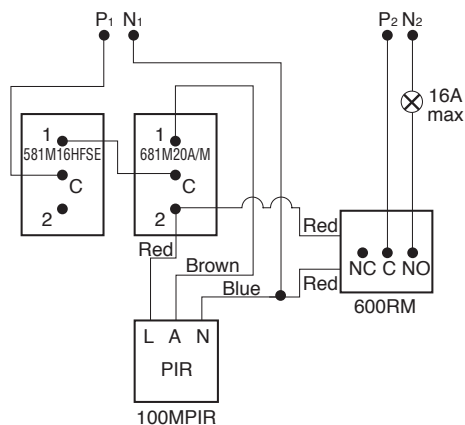 P1 N1
P2 N2
16A
max
1
581M16HFSE
C
2
1
681M20A/M
C
2
Red
Red
Brown
Blue
Red
NC C NO
600RM
L A N
PIR
100MPIR